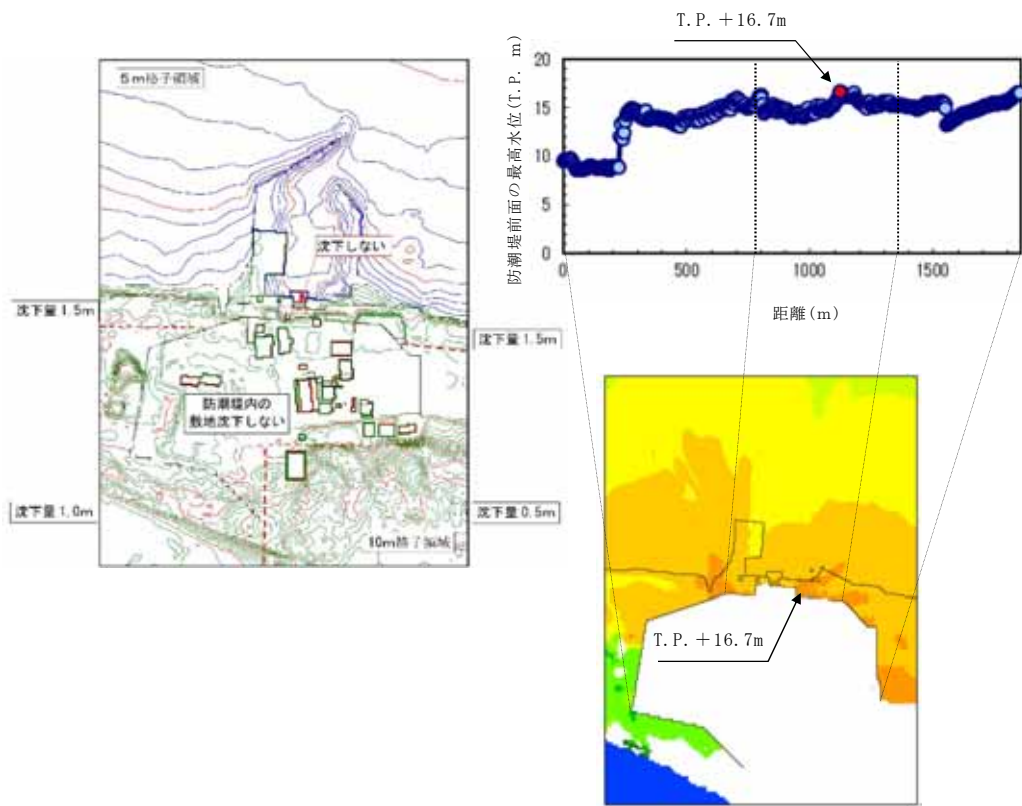 5m格子領域
沈下しない
沈下量1.5m
沈下量1.5m
防潮堤内の
敷地沈下しない
沈下量1.0m
沈下量0.5m
10m格子領域
T.P.+16.7m
防潮堤前面の最高水位(T.P. m)
20
15
10
5
0
0
500
1000
1500
距離(m)
T.P.+16.7m